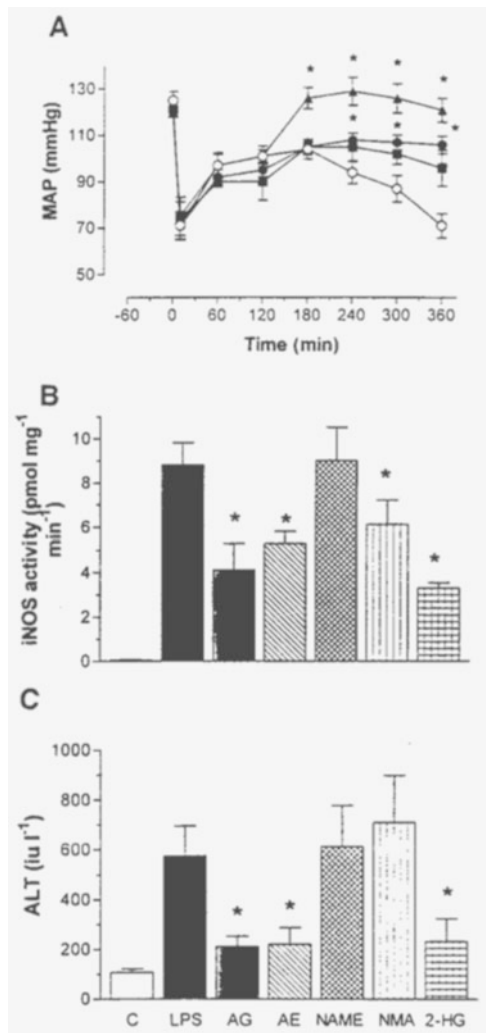 A
MAP (mmHg)
130
110
90
70
50
* * * *
* * *
-60 0 60 120 180 240 300 360
Time (min)
B
iNOS activity (pmol mg-1
min-1)
10
8
6
4
2
0
* * * *
C
ALT (iu l-1)
1000
800
600
400
200
0
* * *
C LPS AG AE NAME NMA 2-HG